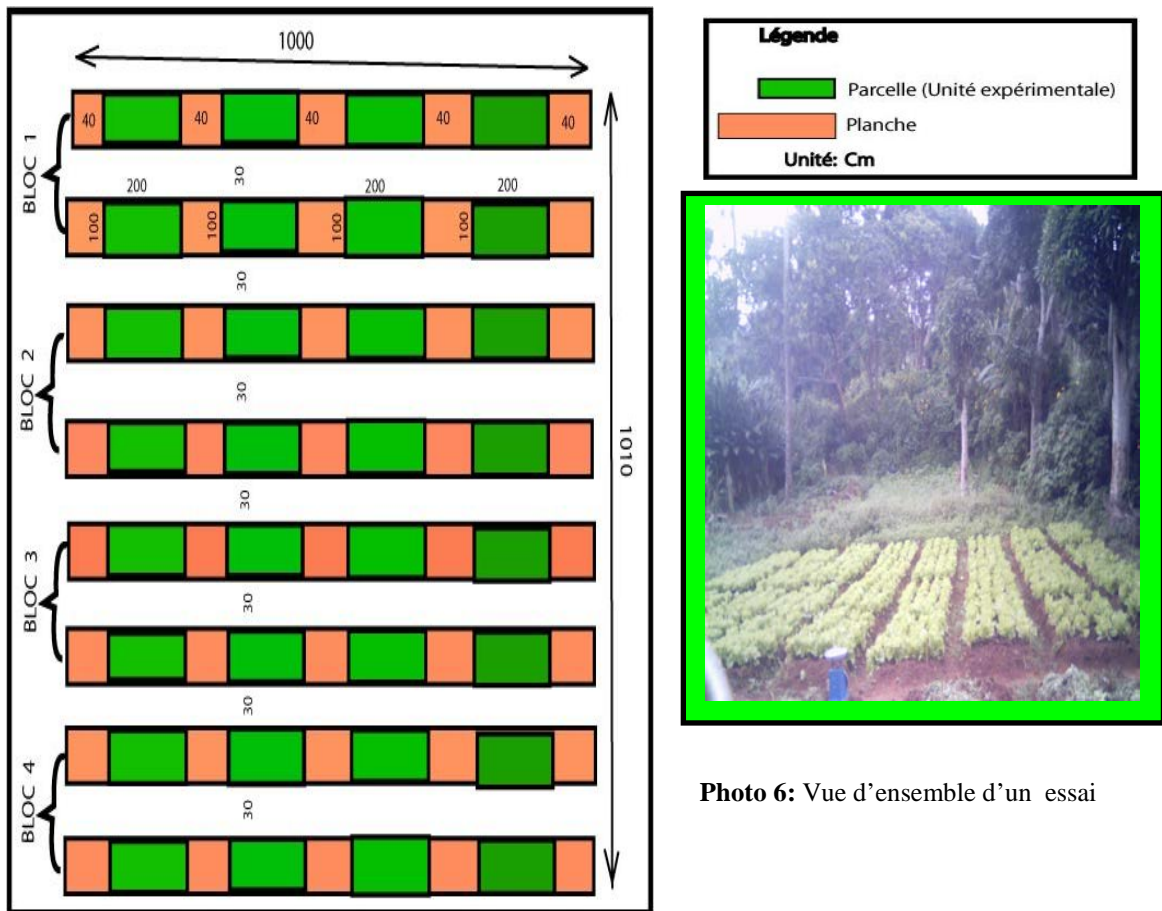 1000
40 40 40 40 40
BLOC 1
30
200 200 200
100 100 100 100
30
BLOC 2
30
30
BLOC 3
30
30
BLOC 4
30
1010
Légende
Parcelle (Unité expérimentale)
Planche
Unité: Cm
Photo 6: Vue d’ensemble d’un essai